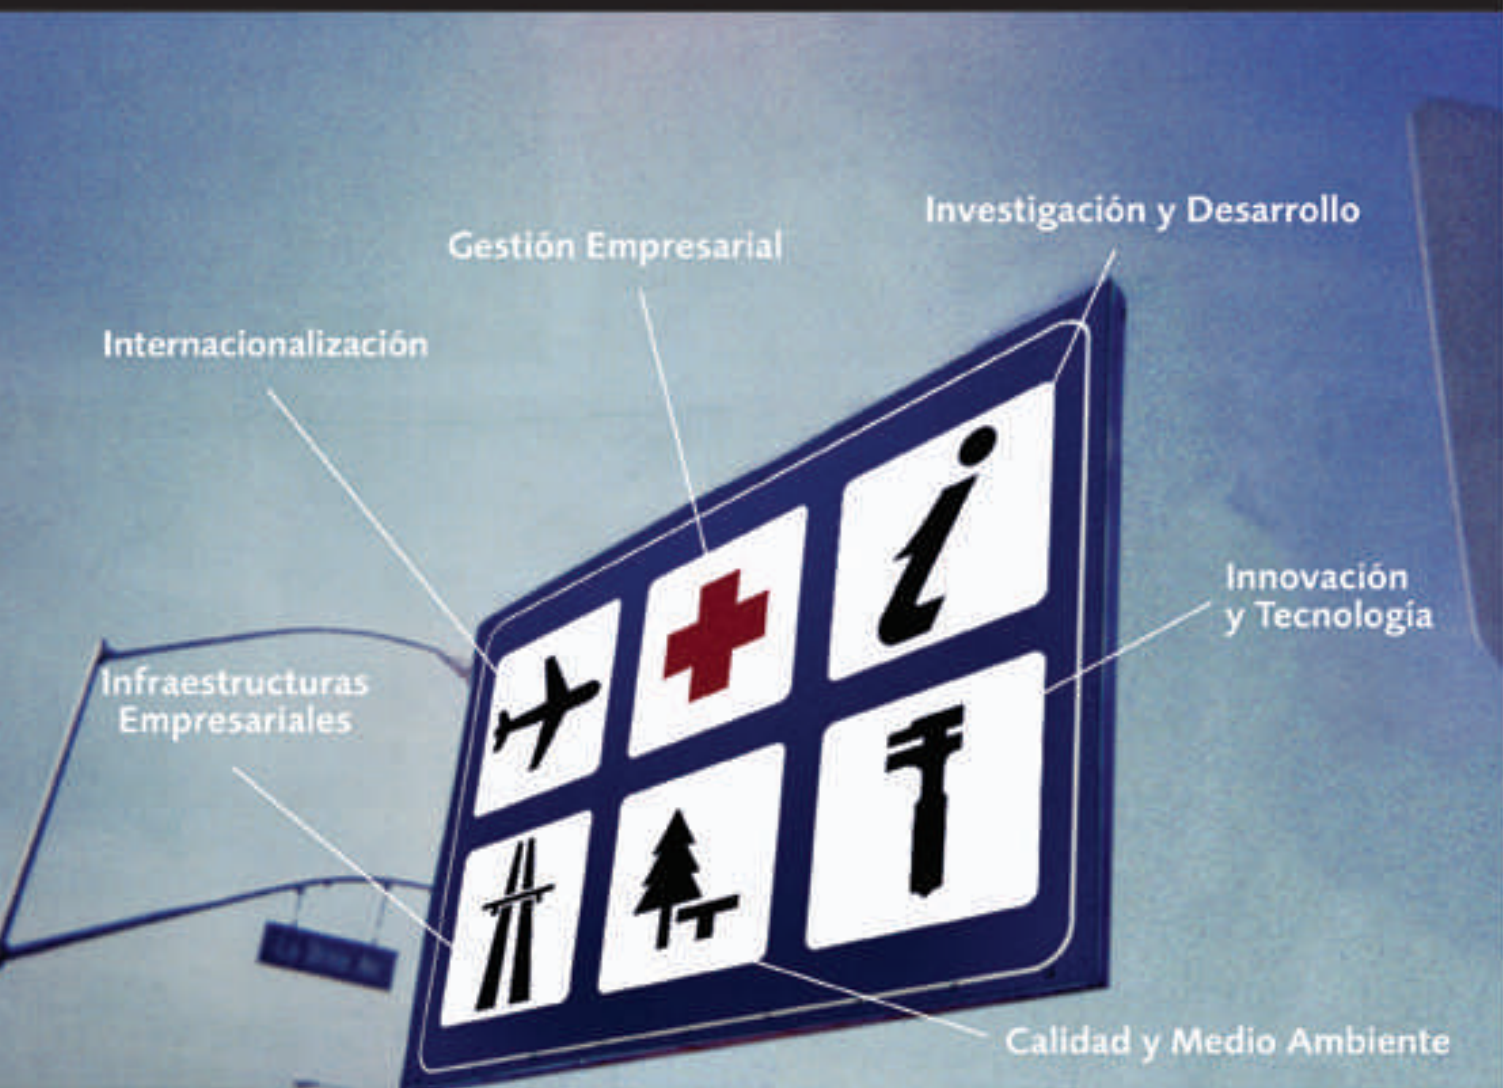 Investigación y Desarrollo
Gestión Empresarial
Internacionalización
Innovación
y Tecnología
Infraestructuras
Empresariales
Calidad y Medio Ambiente